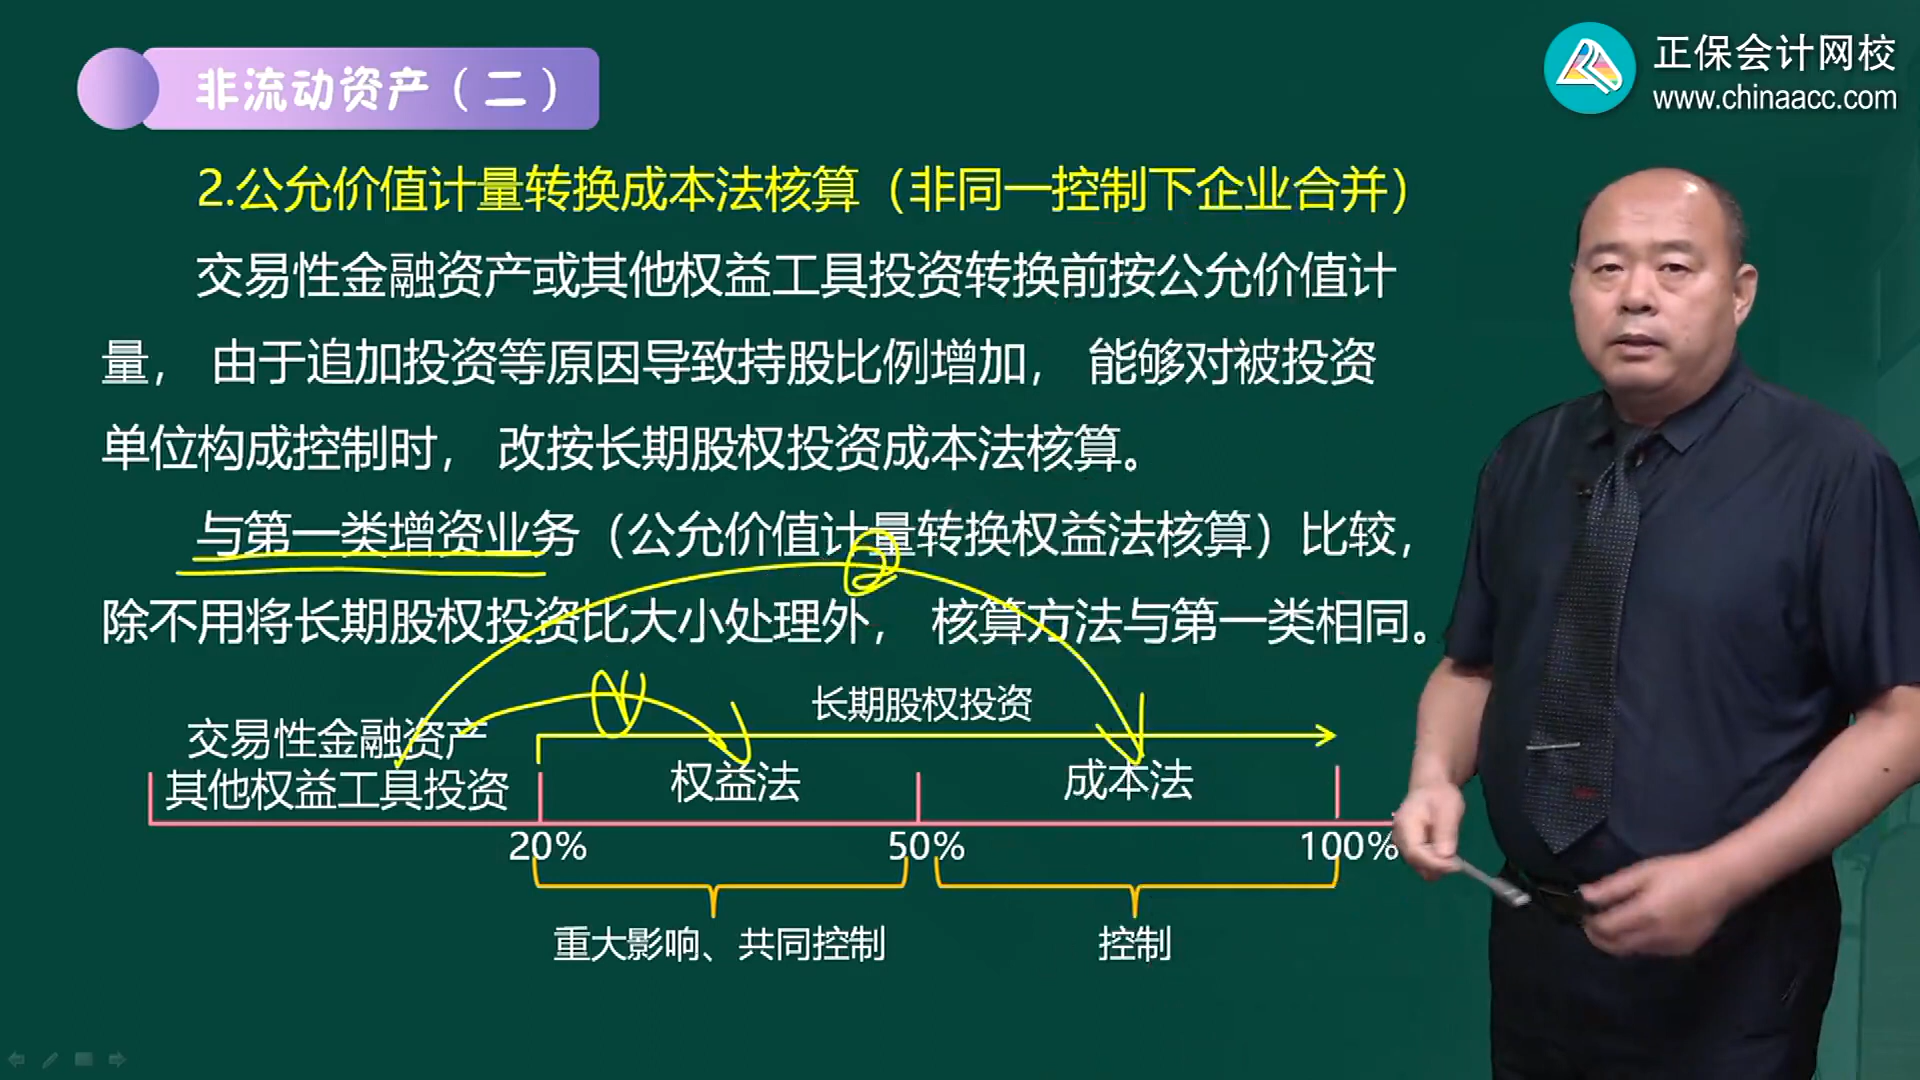 非流动资产（二）
正保会计网校
www.chinaacc.com
2.公允价值计量转换成本法核算（非同一控制下企业合并）
交易性金融资产或其他权益工具投资转换前按公允价值计
量， 由于追加投资等原因导致持股比例增加， 能够对被投资
单位构成控制时， 改按长期股权投资成本法核算。
与第一类增资业务（公允价值计量转换权益法核算）比较，
除不用将长期股权投资比大小处理外， 核算方法与第一类相同。
长期股权投资
交易性金融资产
其他权益工具投资
权益法
成本法
20%
50%
100%
重大影响、共同控制
控制